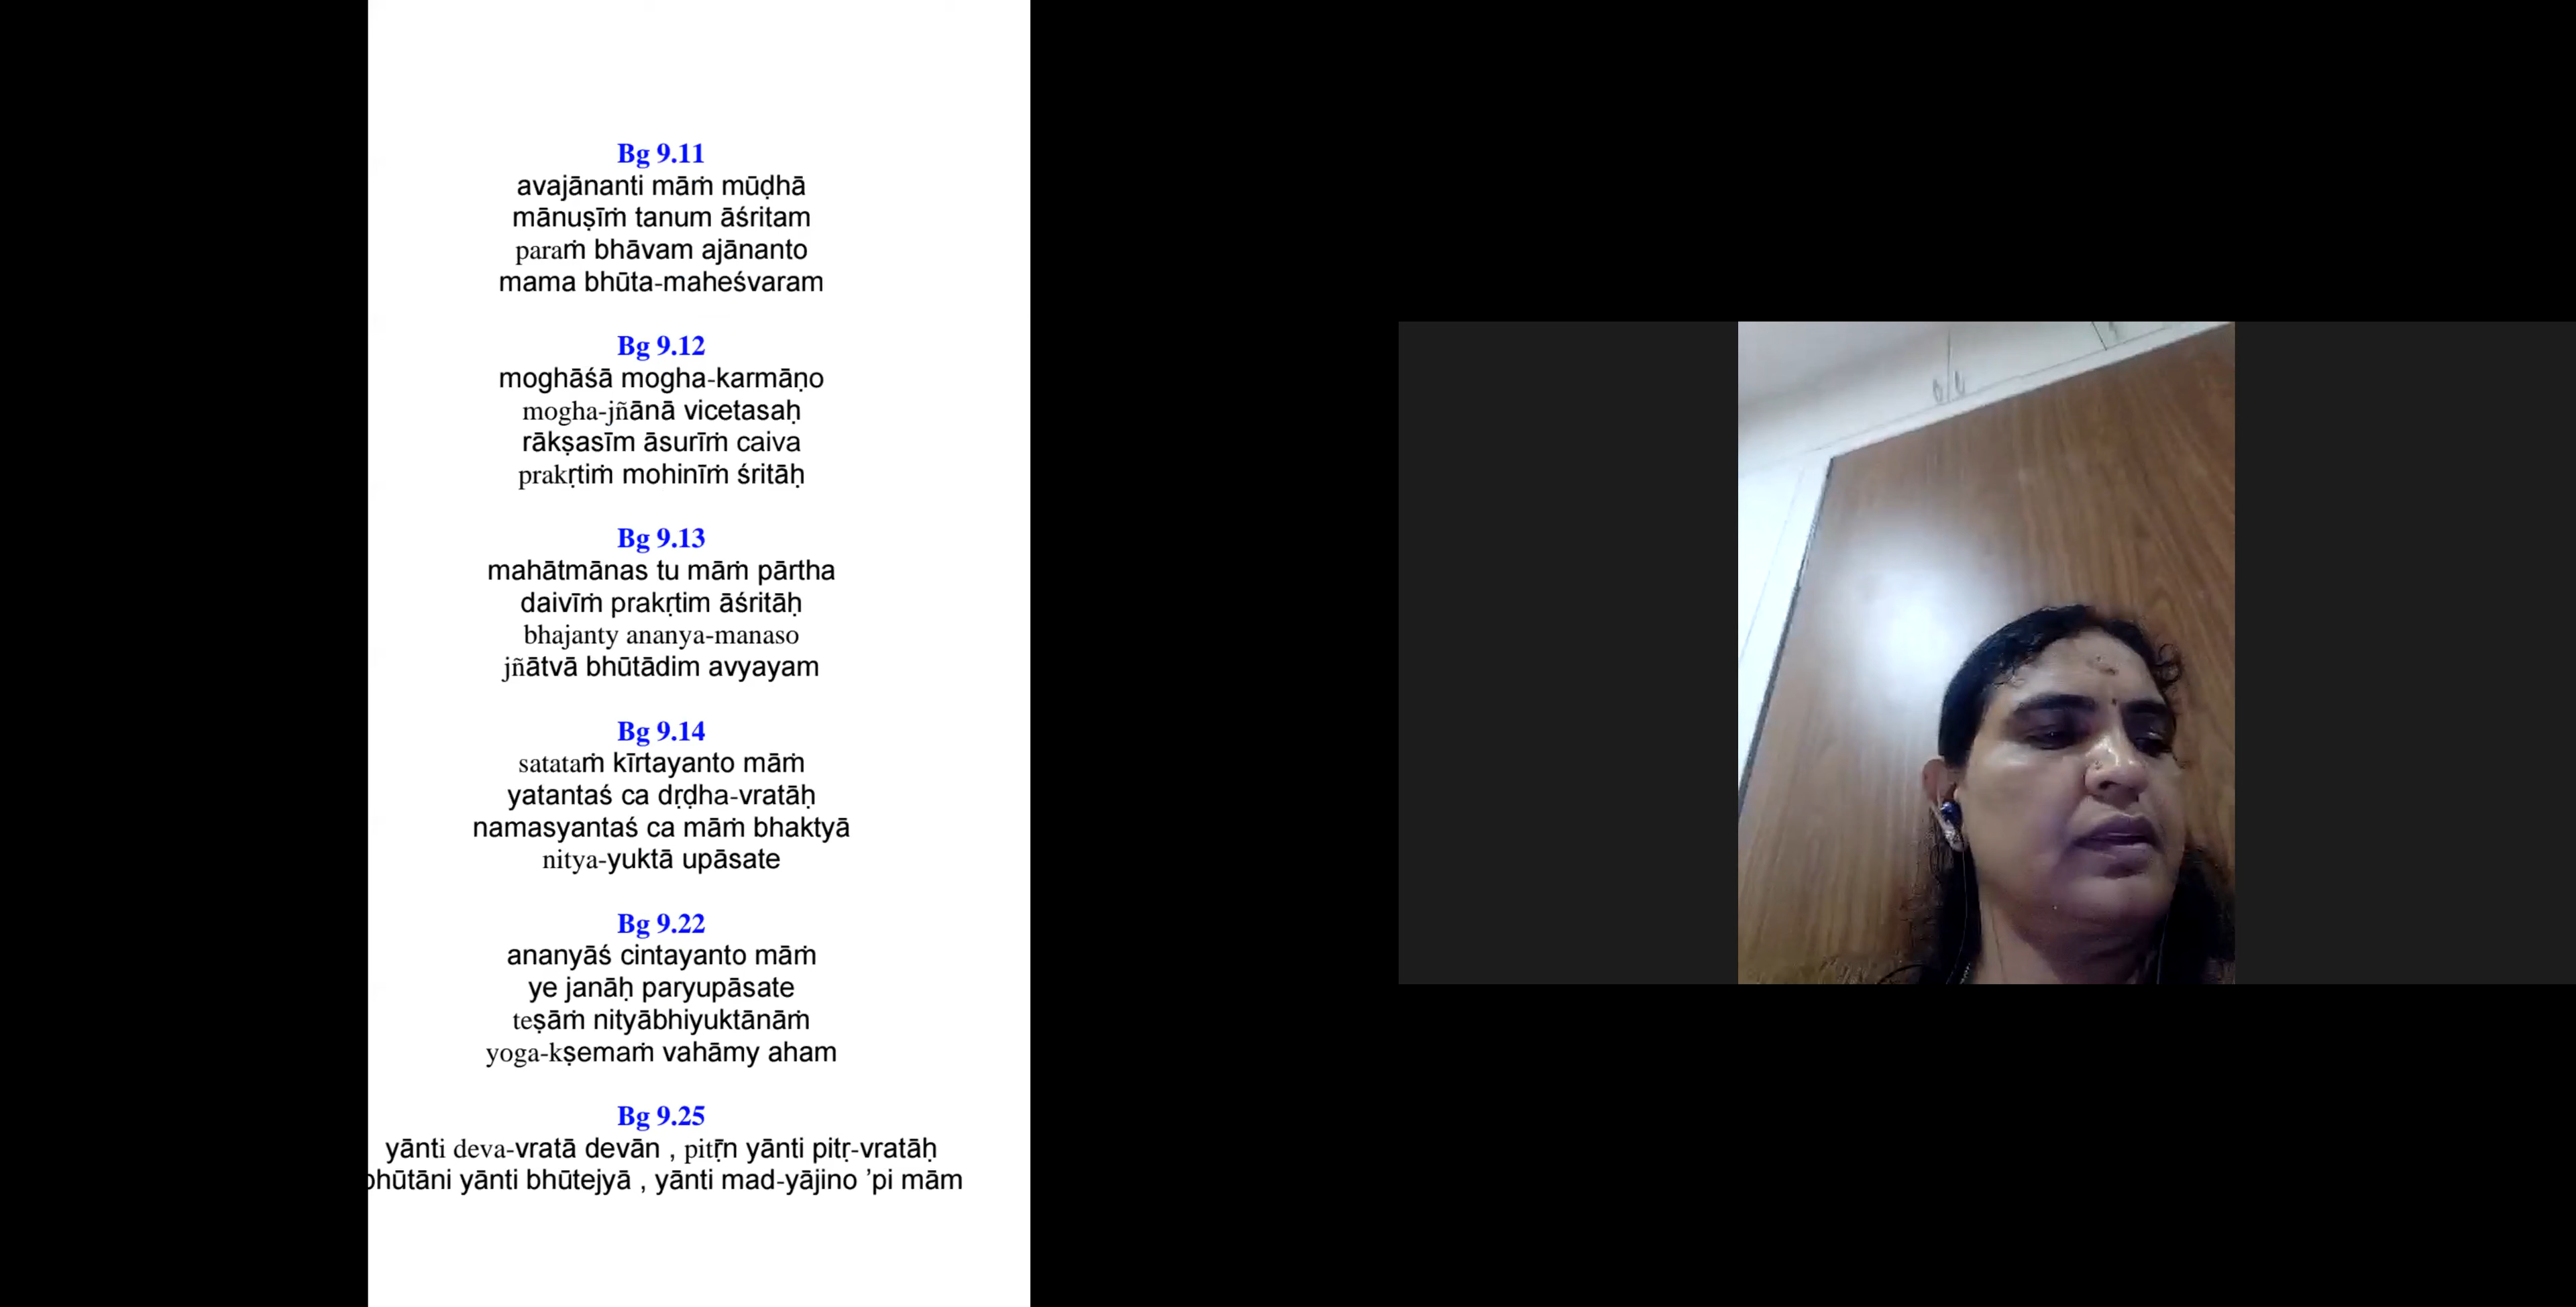 Bg 9.11
avajānanti māṁ mūḍhā
mānuṣīṁ tanum āśritam
paraṁ bhāvam ajānanto
mama bhūta-maheśvaram
Bg 9.12
moghāśā mogha-karmāṇo
mogha-jñānā vicetasaḥ
rākṣasīm āsurīṁ caiva
prakṛtiṁ mohinīṁ śritāḥ
Bg 9.13
mahātmānas tu māṁ pārtha
daivīṁ prakṛtim āśritāḥ
bhajanty ananya-manaso
jñātvā bhūtādim avyayam
Bg 9.14
satataṁ kīrtayanto māṁ
yatantaś ca dṛḍha-vratāḥ
namasyantaś ca māṁ bhaktyā
nitya-yuktā upāsate
Bg 9.22
ananyāś cintayanto māṁ
ye janāḥ paryupāsate
teṣāṁ nityābhiyuktānāṁ
yoga-kṣemaṁ vahāmy aham
Bg 9.25
yānti deva-vratā devān , pitṝn yānti pitṛ-vratāḥ
bhūtāni yānti bhūtejyā , yānti mad-yājino ’pi mām